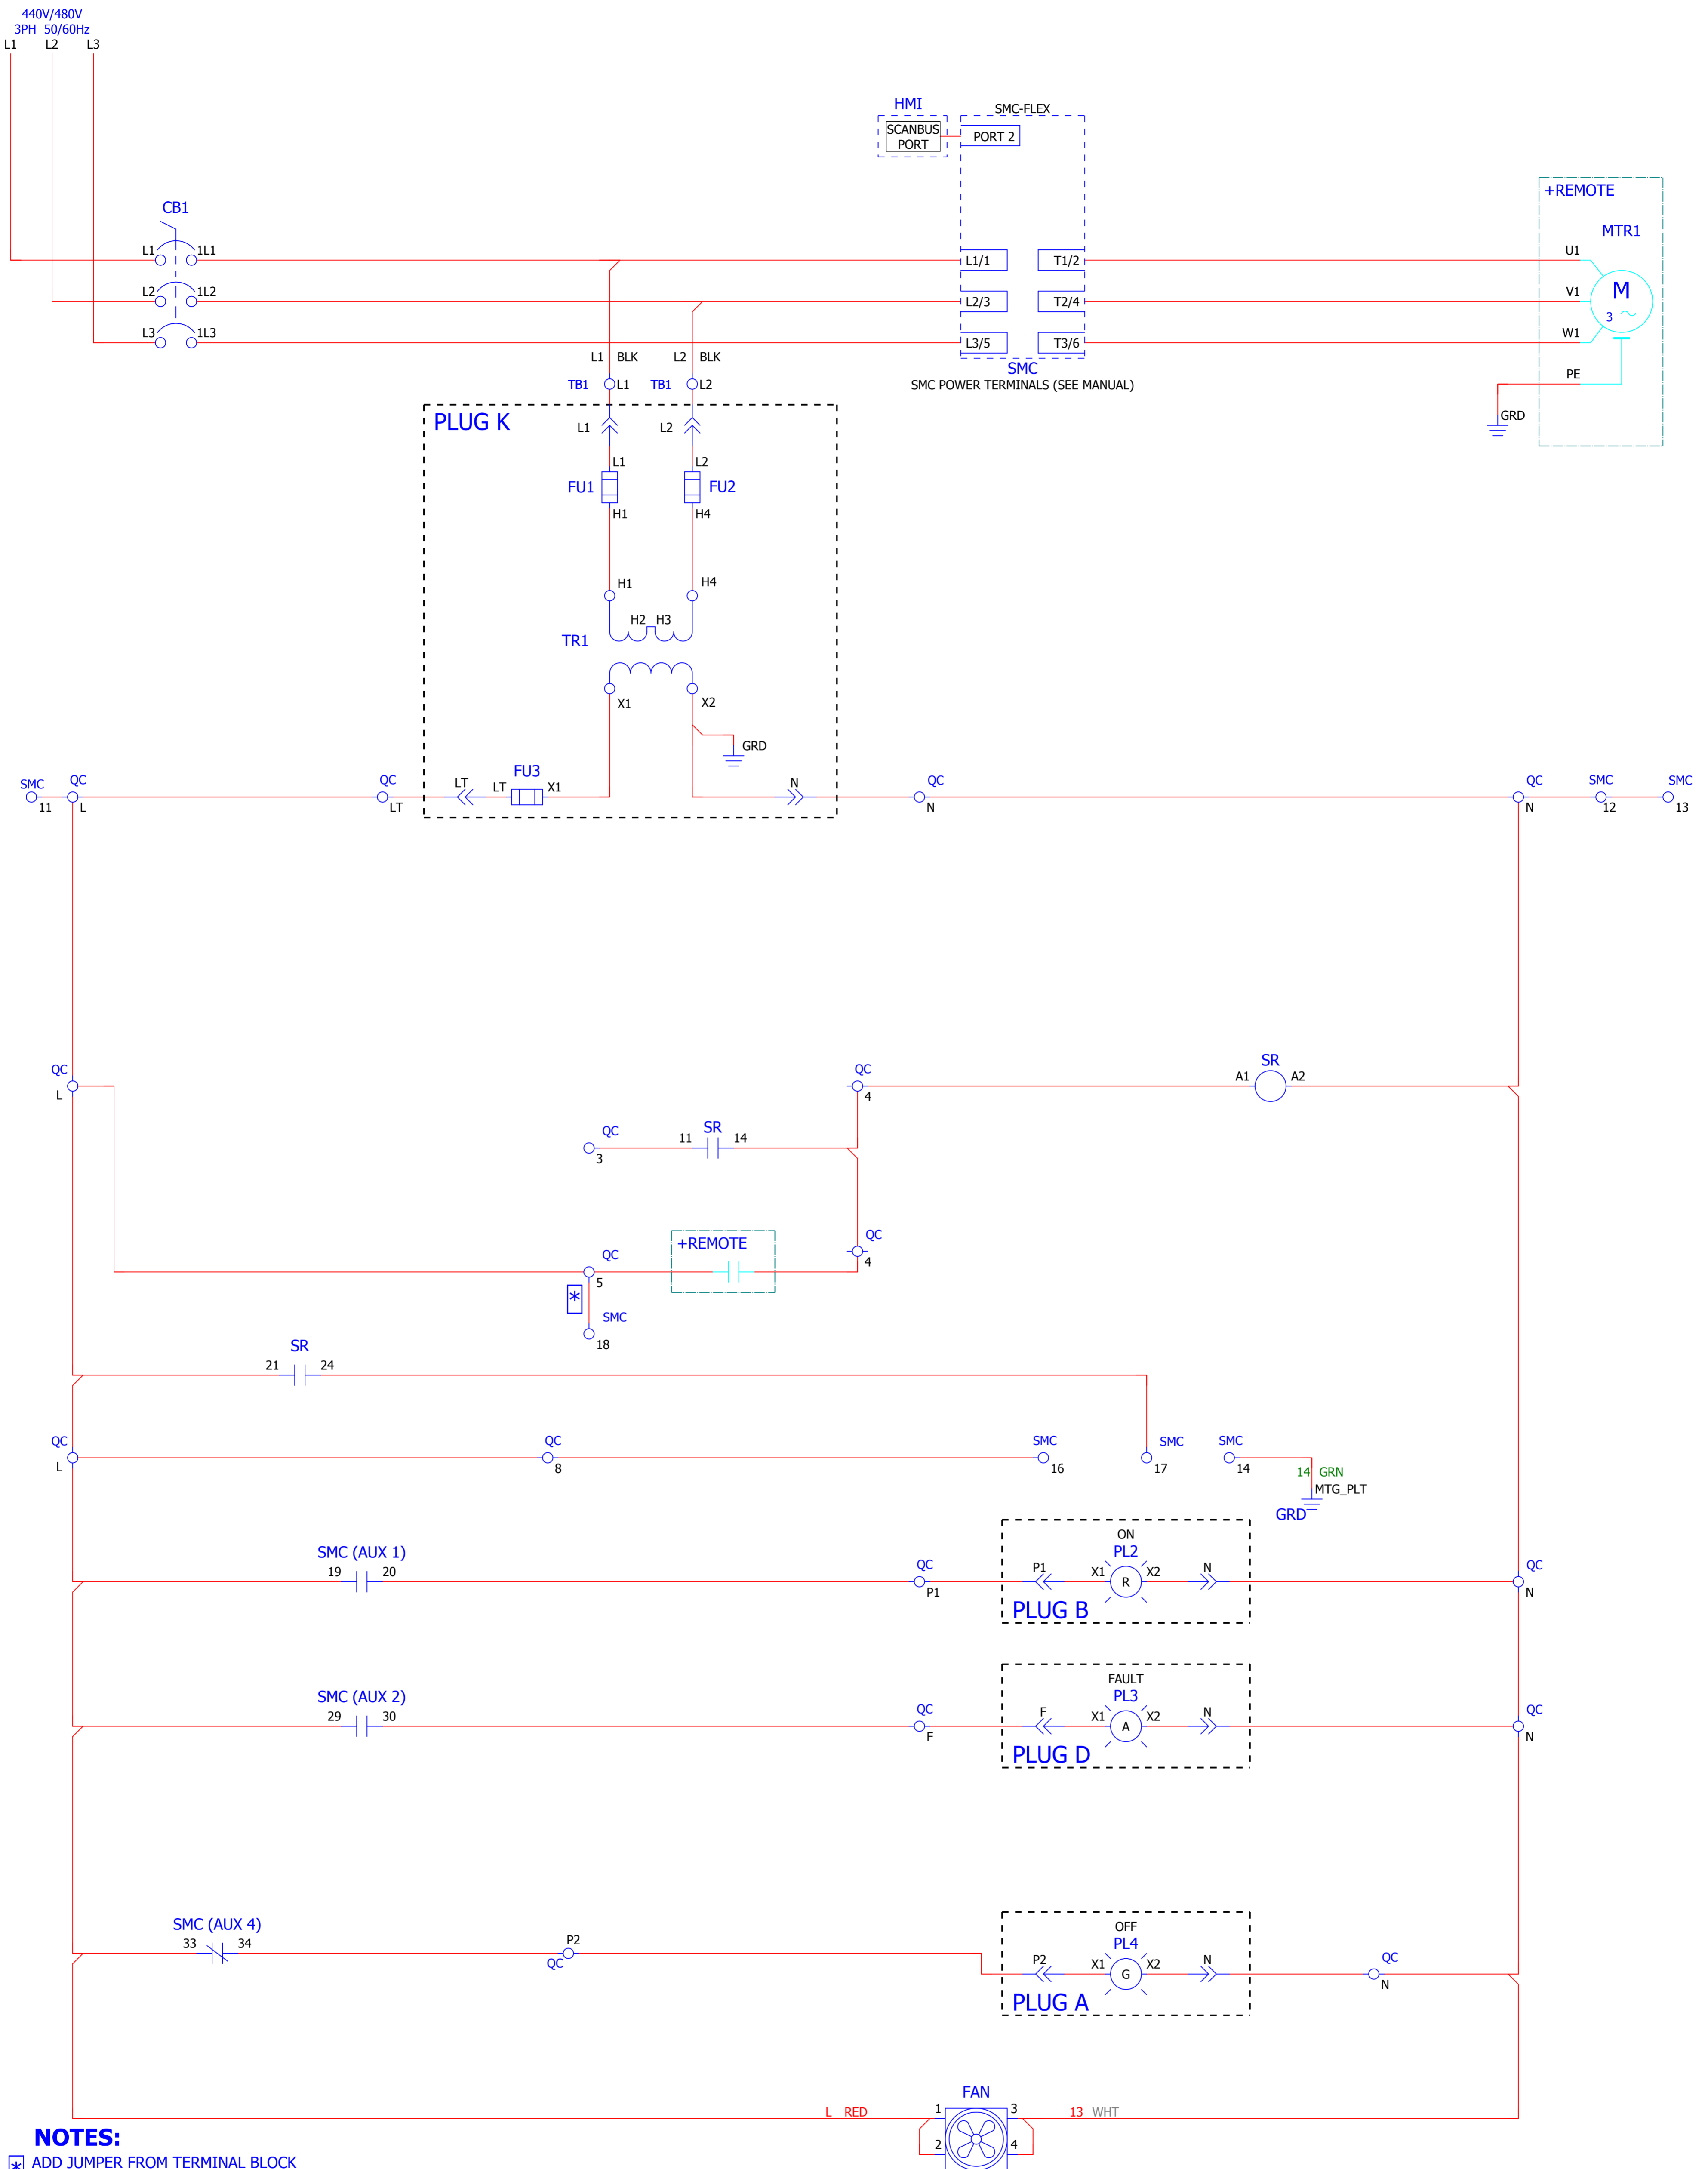 440V/480V
3PH 50/60Hz
L1 L2 L3
HMI
SMC-FLEX
SCANBUS
PORT
PORT 2
+REMOTE
CB1
MTR1
L1 1L1
L1/1 T1/2
U1
L2 1L2
L2/3 T2/4
V1
M
3
L3 1L3
L3/5 T3/6
W1
L1 BLK L2 BLK
SMC
PE
TB1 L1 TB1 L2
SMC POWER TERMINALS (SEE MANUAL)
GRD
PLUG K
L1 L2
L1 L2
FU1 FU2
H1 H4
H1 H4
H2 H3
TR1
X1 X2
GRD
FU3
SMC QC QC LT LT X1 N QC QC SMC SMC
11 L LT N N 12 13
QC QC SR
L 4 A1 A2
QC SR
3 11 14
QC
4
+REMOTE
QC
5
*
SMC
18
SR
21 24
QC QC SMC SMC SMC
L 8 16 17 14
14 GRN
MTG_PLT
GRD
ON
SMC (AUX 1) PL2
19 20 QC P1 X1 R X2 N QC
P1 N
PLUG B
FAULT
SMC (AUX 2) PL3
29 30 QC F X1 A X2 N QC
F N
PLUG D
OFF
SMC (AUX 4) PL4
33 34 P2 P2 X1 G X2 N QC
QC N
PLUG A
FAN
L RED 1 3 13 WHT
2 4
NOTES:
* ADD JUMPER FROM TERMINAL BLOCK